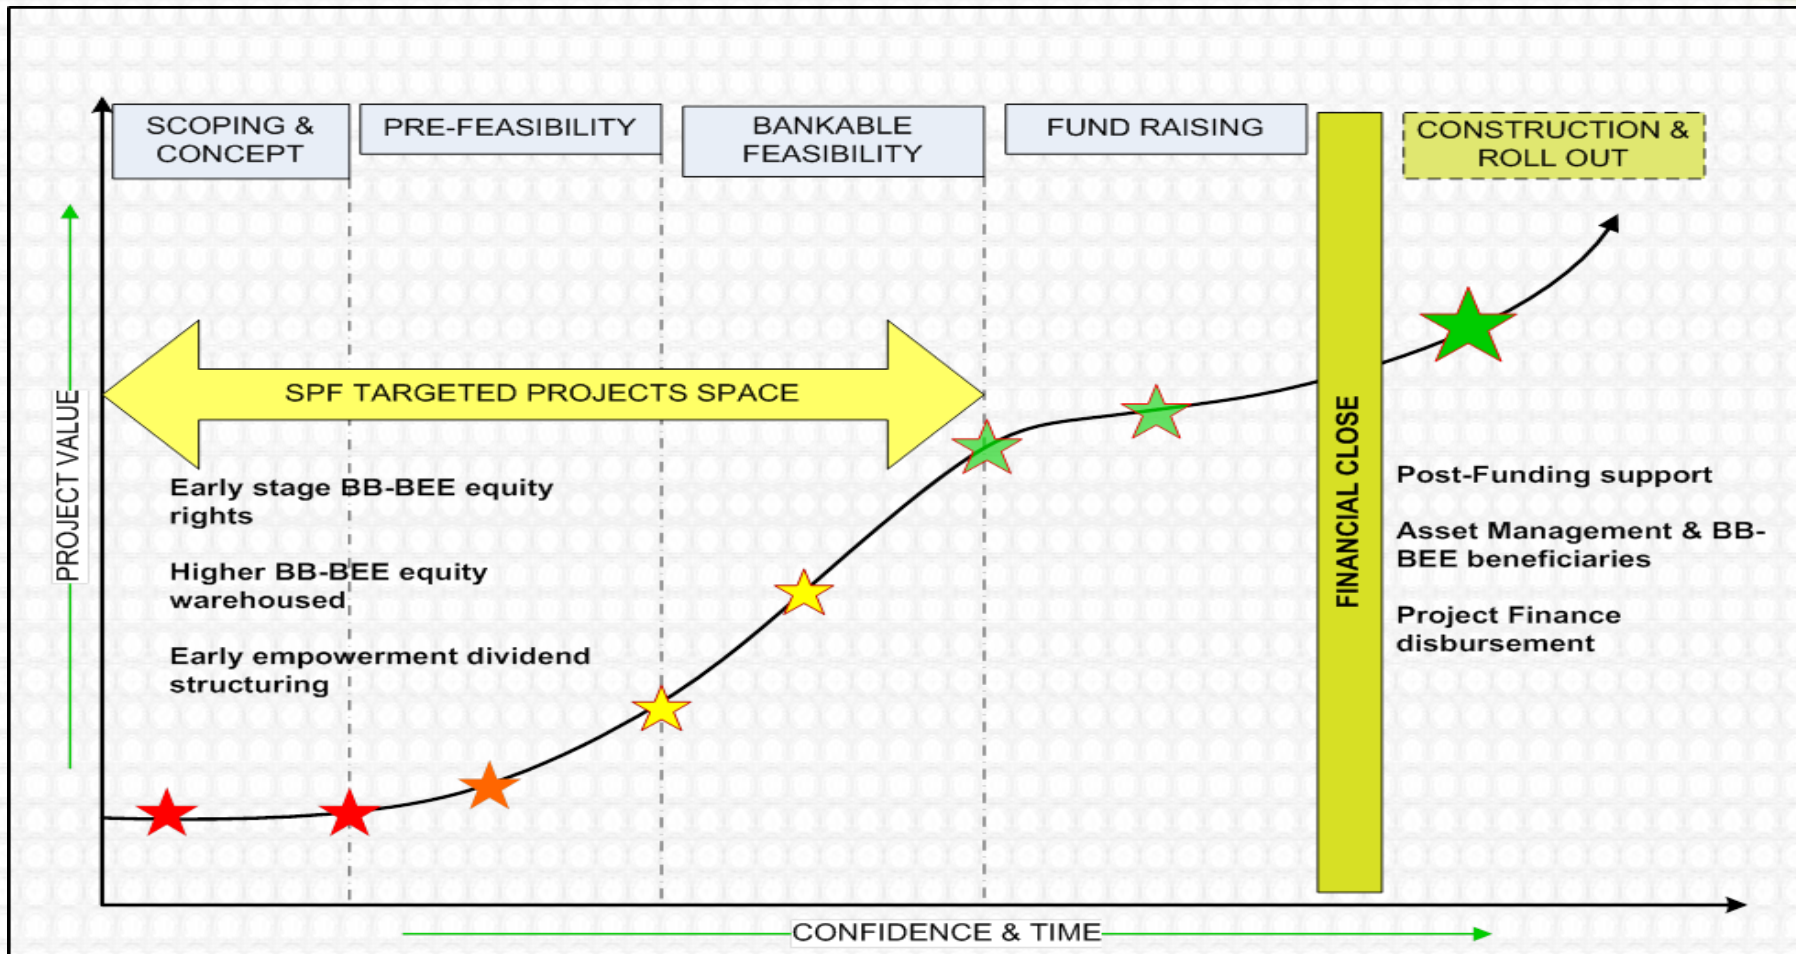 SCOPING &
CONCEPT
PRE-FEASIBILITY
BANKABLE
FEASIBILITY
FUND RAISING
CONSTRUCTION &
ROLL OUT
SPF TARGETED PROJECTS SPACE
PROJECT VALUE
Early stage BB-BEE equity
rights
Higher BB-BEE equity
warehoused
Early empowerment dividend
structuring
FINANCIAL CLOSE
Post-Funding support
Asset Management & BB-
BEE beneficiaries
Project Finance
disbursement
CONFIDENCE & TIME